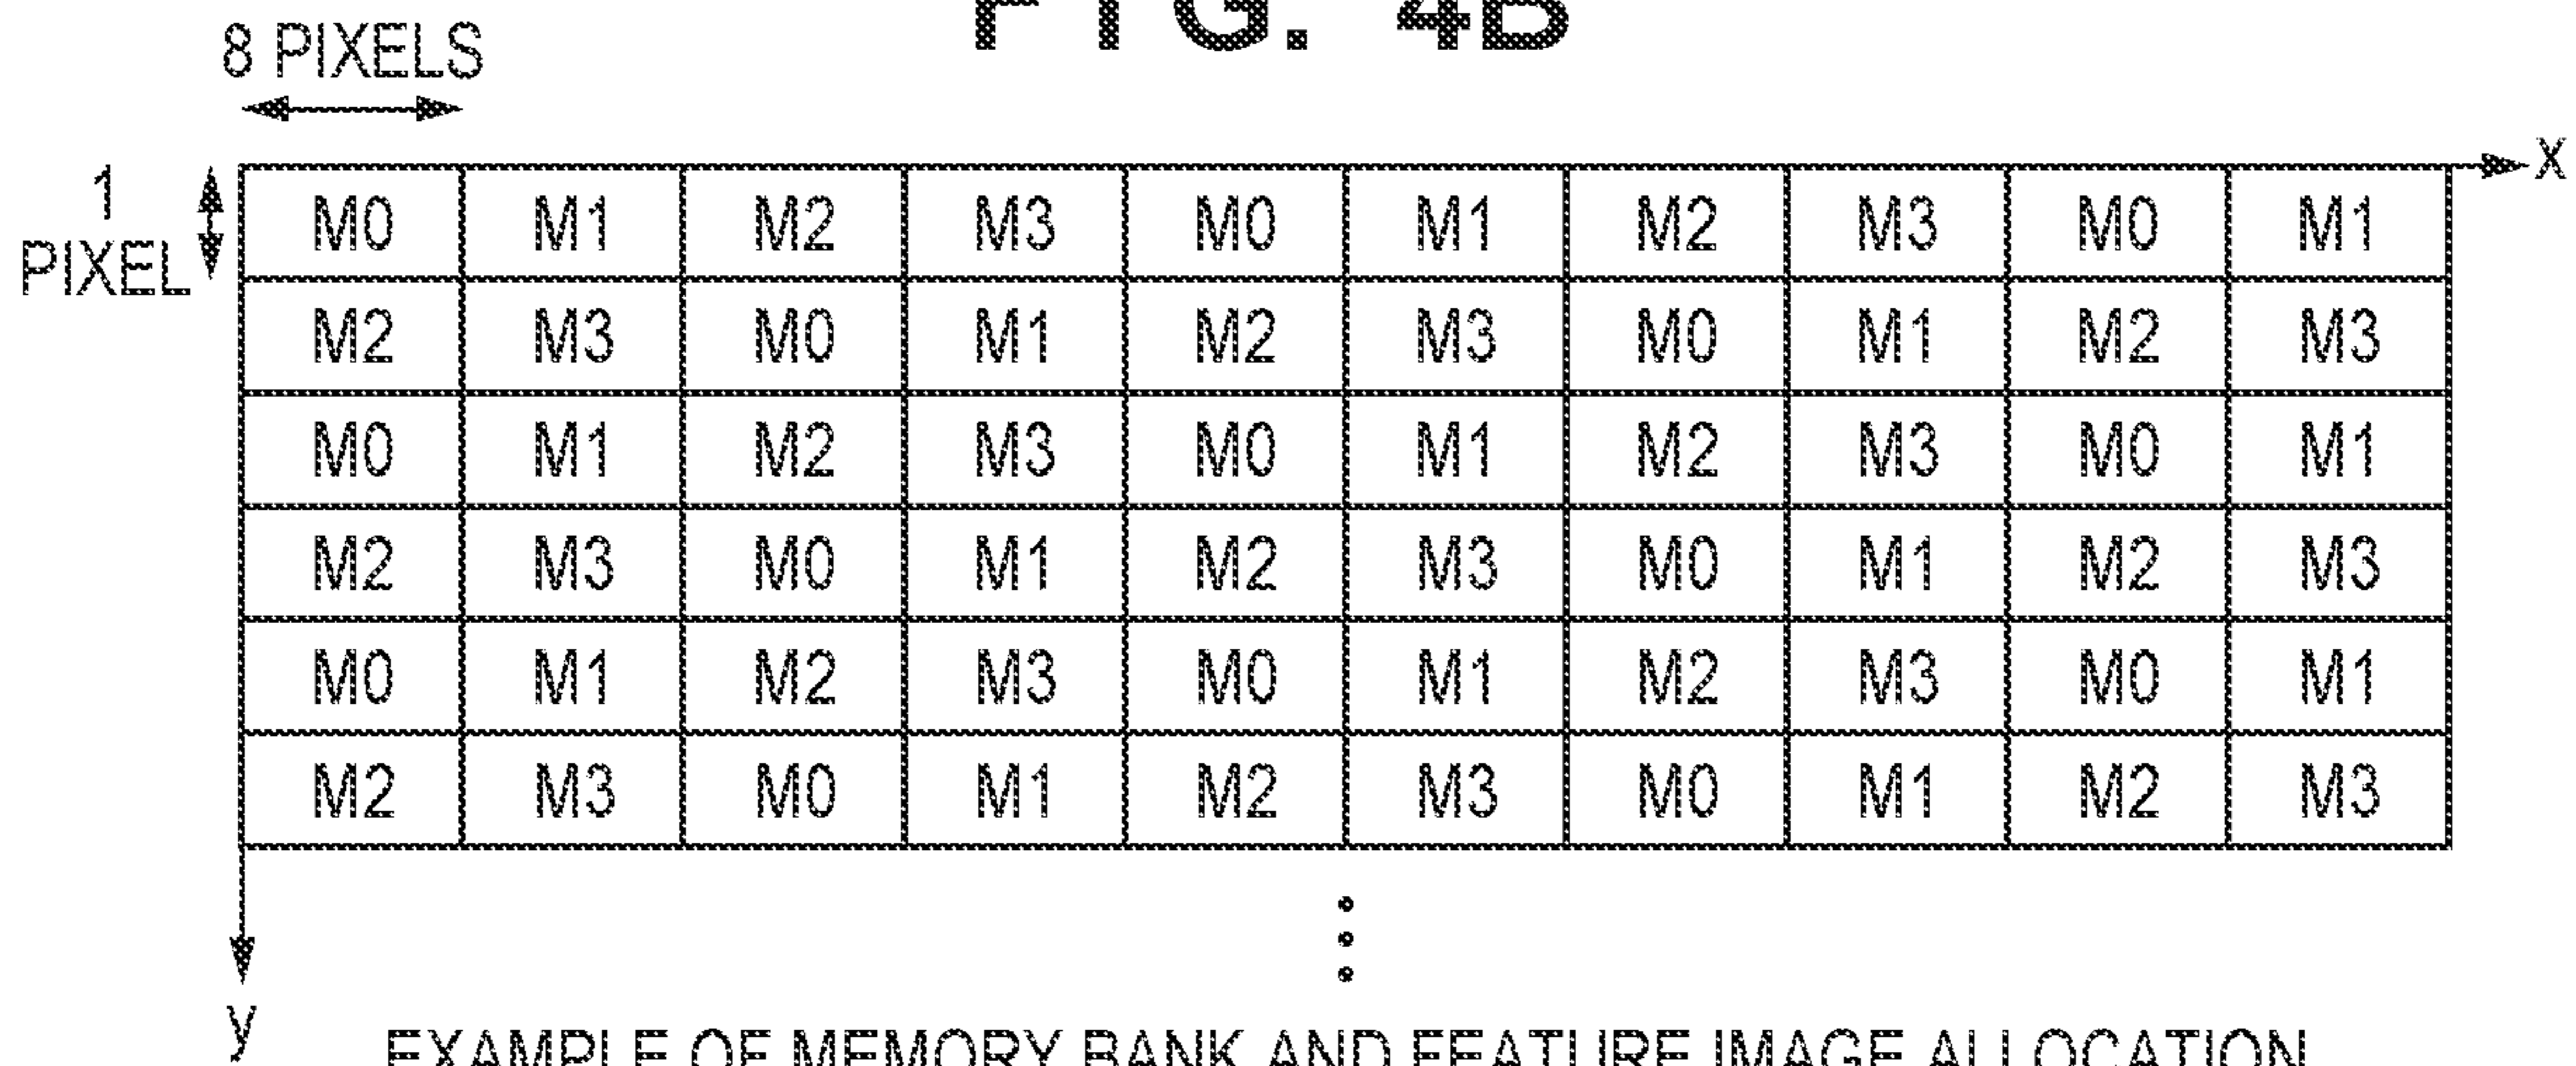 FIG. 4B
8 PIXELS
X
1
PIXEL
M0 M1 M2 M3 M0 M1 M2 M3 M0 M1
M2 M3 M0 M1 M2 M3 M0 M1 M2 M3
M0 M1 M2 M3 M0 M1 M2 M3 M0 M1
M2 M3 M0 M1 M2 M3 M0 M1 M2 M3
M0 M1 M2 M3 M0 M1 M2 M3 M0 M1
M2 M3 M0 M1 M2 M3 M0 M1 M2 M3
y
EXAMPLE OF MEMORY BANK AND FEATURE IMAGE ALLOCATION